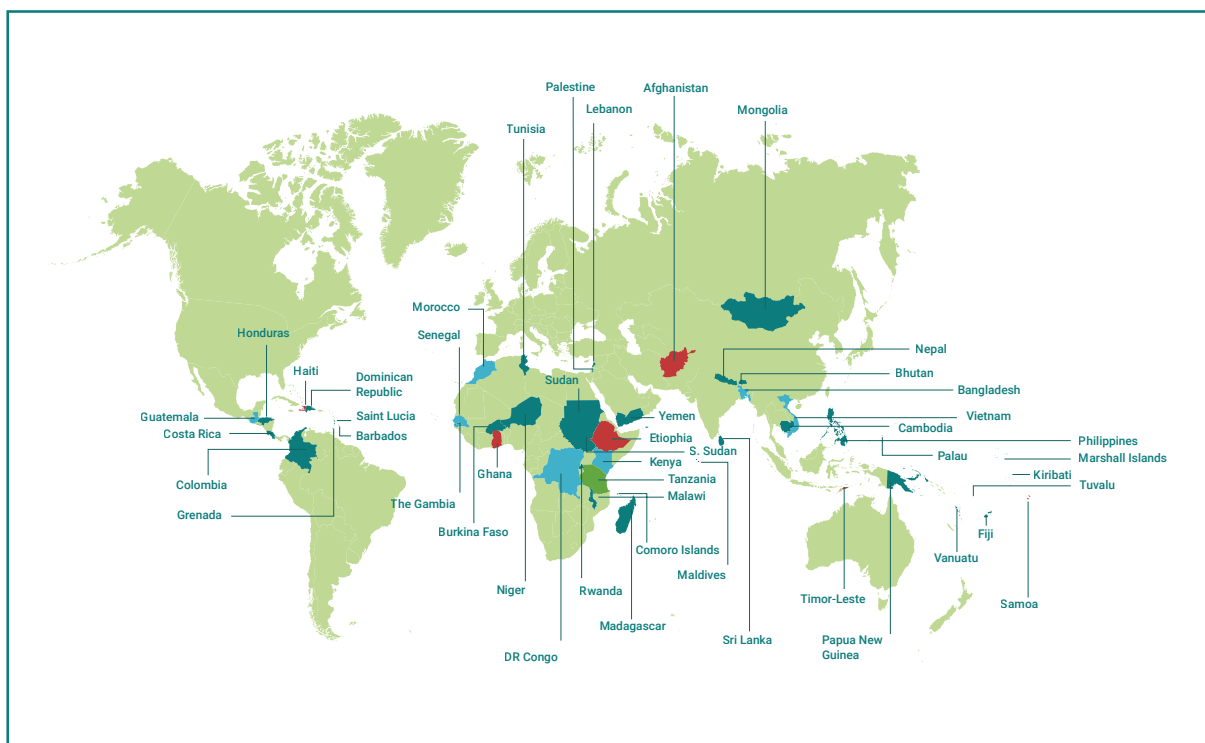 Palestine
Afghanistan
Lebanon
Mongolia
Tunisia
Morocco
Senegal
Honduras
Haiti
Dominican
Republic
Guatemala
Saint Lucia
Costa Rica
Barbados
Colombia
Grenada
Sudan
Nepal
Bhutan
Bangladesh
Yemen
Vietnam
Etiophia
Cambodia
S. Sudan
Philippines
Kenya
Palau
Marshall Islands
Ghana
Tanzania
Kiribati
Malawi
Tuvalu
The Gambia
Burkina Faso
Fiji
Comoro Islands
Vanuatu
Maldives
Niger
Rwanda
Timor-Leste
Samoa
Madagascar
Sri Lanka
Papua New
Guinea
DR Congo